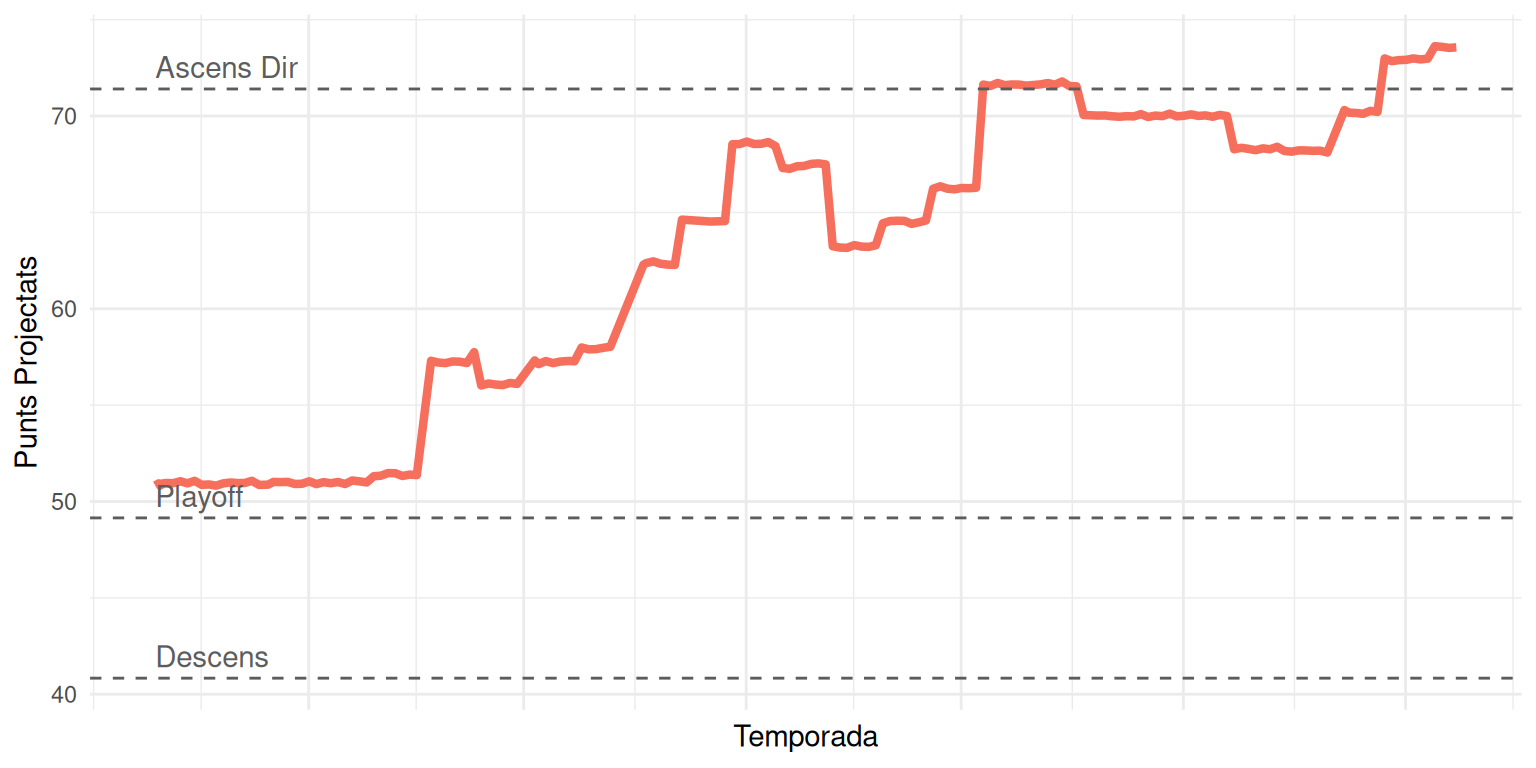 Ascens Dir
70
60
Punts Projectats
50
Playoff
Descens
40
Temporada